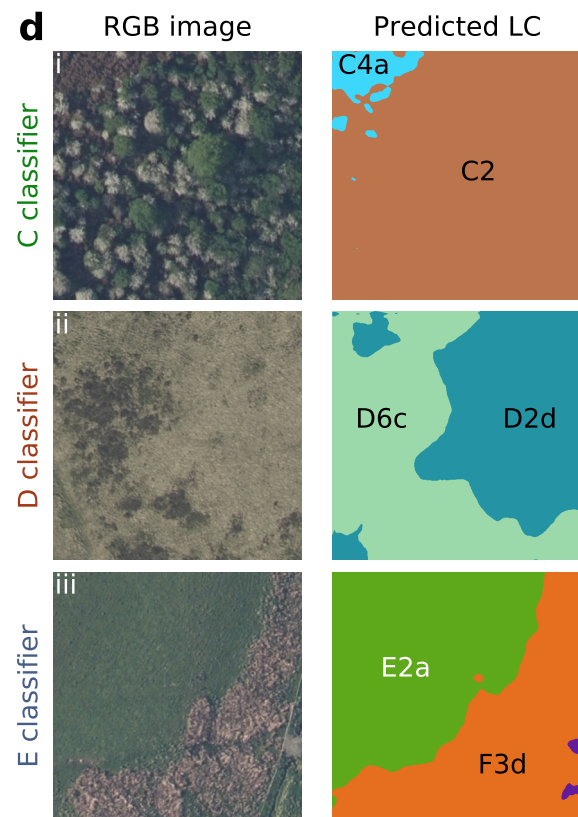 d
RGB image
Predicted LC
C classifier
i
C4a
C2
D classifier
ii
D6c
D2d
E classifier
iii
E2a
F3d